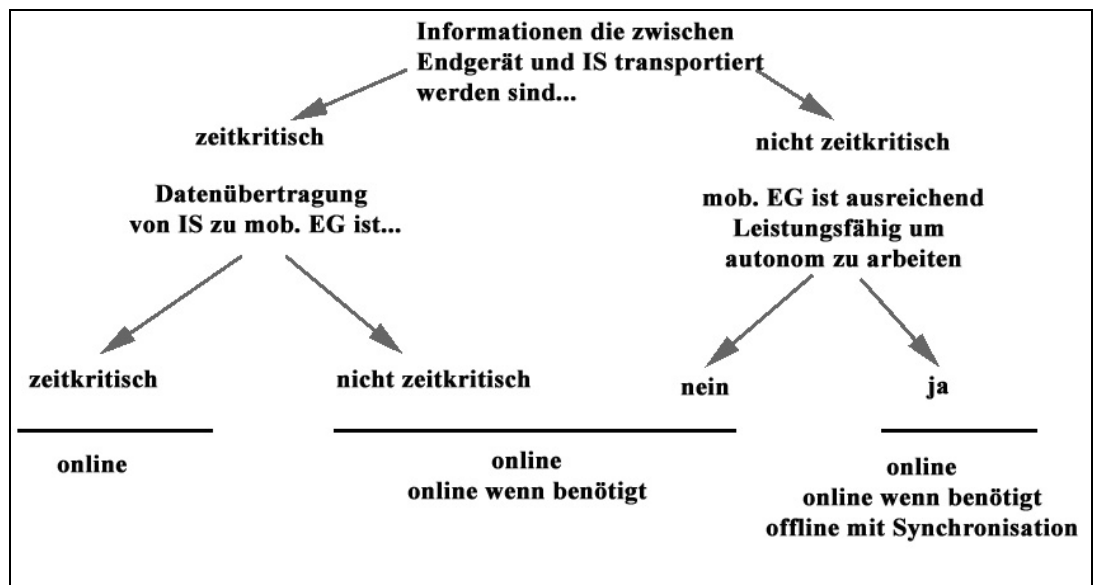 Informationen die zwischen
Endgerät und IS transportiert
werden sind...
zeitkritisch
nicht zeitkritisch
Datenübertragung
von IS zu mob. EG ist...
mob. EG ist ausreichend
Leistungsfähig um
autonom zu arbeiten
zeitkritisch
nicht zeitkritisch
nein
ja
online
online
online wenn benötigt
online
online wenn benötigt
offline mit Synchronisation